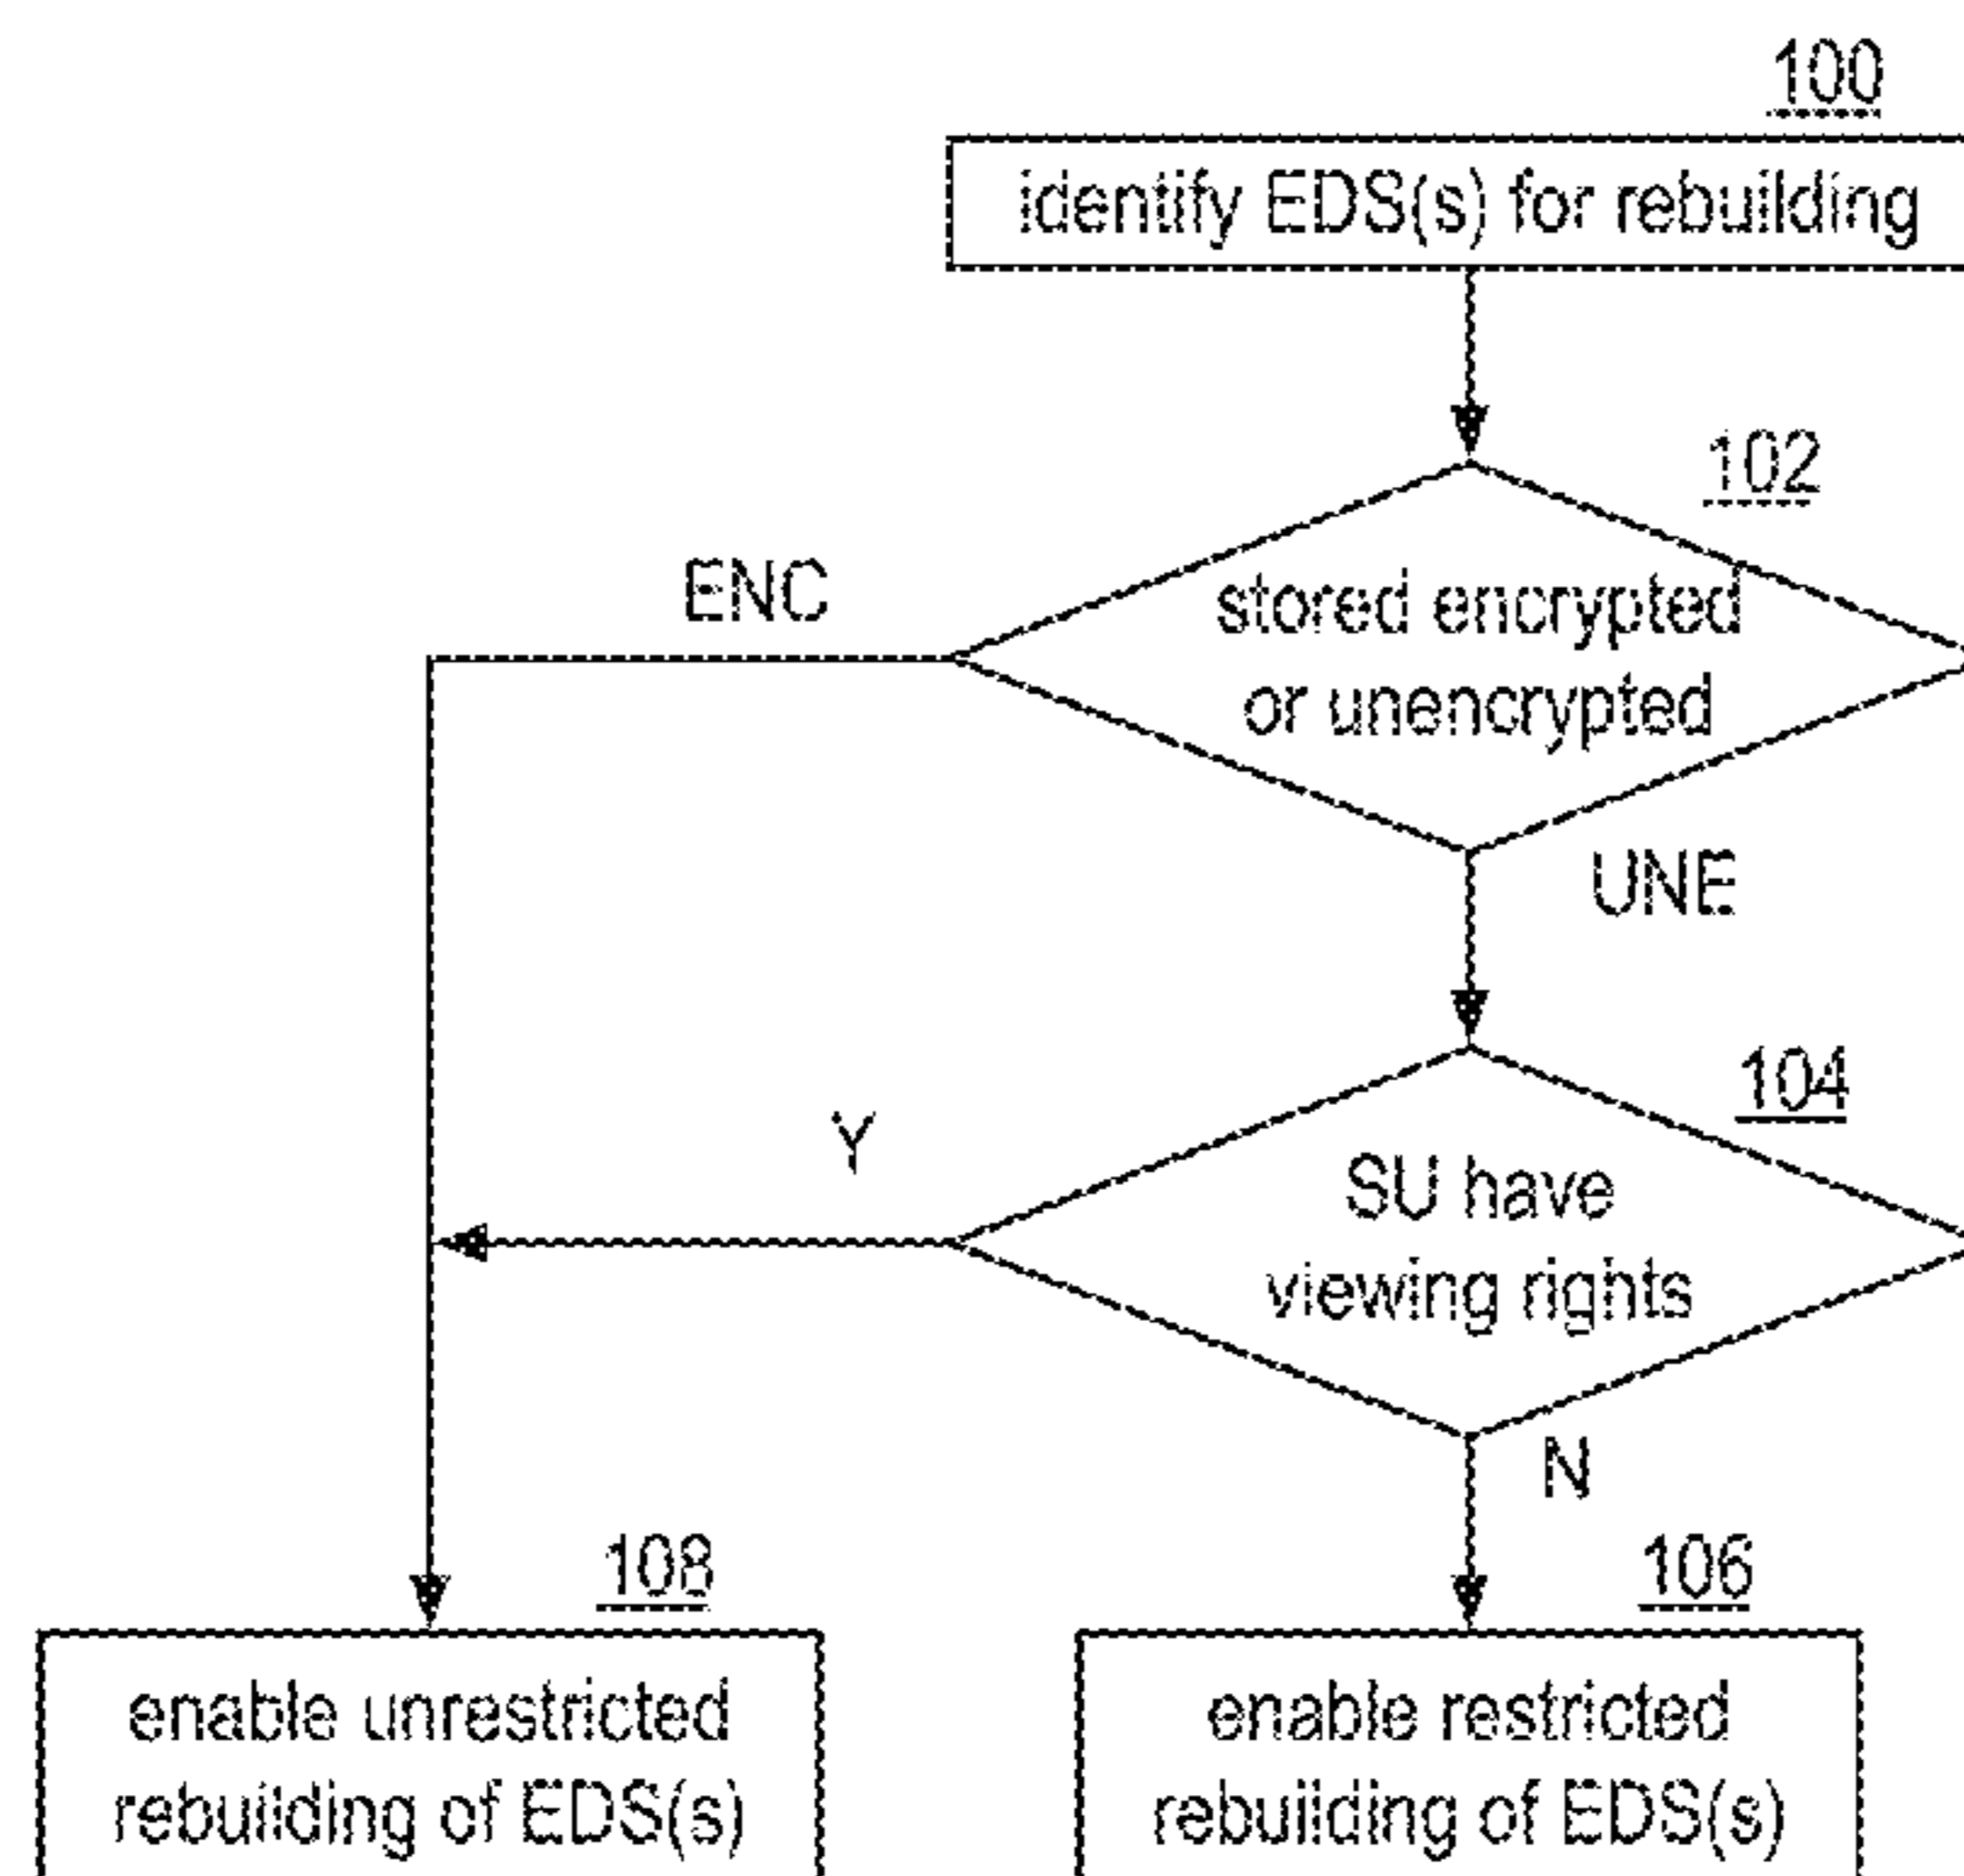 100
identify EDS(s) for rebuilding
102
ENC
stored encrypted
or unencrypted
UNE
104
Y
SU have
viewing rights
N
108
106
enable unrestricted
rebuilding of EDS(s)
enable restricted
rebuilding of EDS(s)